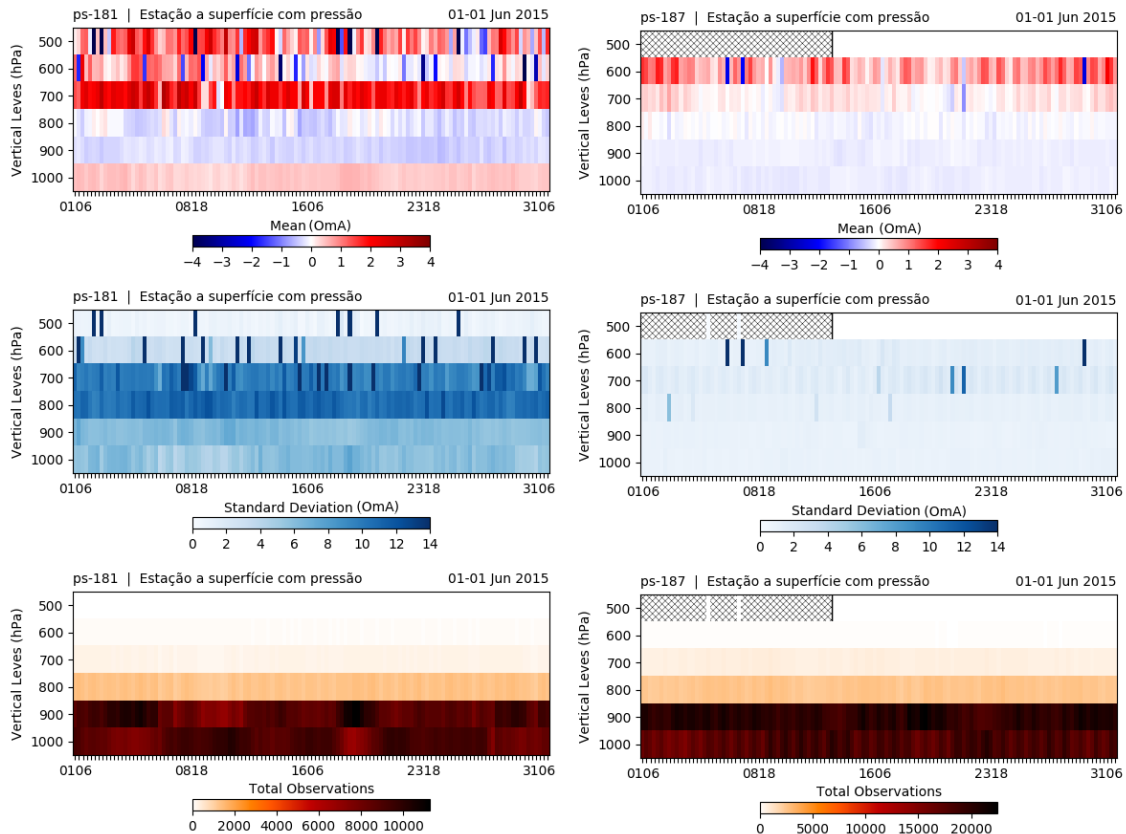 ps-181 | Estação a superfície com pressão 01-01 Jun 2015
Vertical Leves (hPa)
500
600
700
800
900
1000
0106 0818 1606 2318 3106
Mean (OmA)
−4 −3 −2 −1 0 1 2 3 4
ps-187 | Estação a superfície com pressão 01-01 Jun 2015
Vertical Leves (hPa)
500
600
700
800
900
1000
0106 0818 1606 2318 3106
Mean (OmA)
−4 −3 −2 −1 0 1 2 3 4
ps-181 | Estação a superfície com pressão 01-01 Jun 2015
Vertical Leves (hPa)
500
600
700
800
900
1000
0106 0818 1606 2318 3106
Standard Deviation (OmA)
0 2 4 6 8 10 12 14
ps-187 | Estação a superfície com pressão 01-01 Jun 2015
Vertical Leves (hPa)
500
600
700
800
900
1000
0106 0818 1606 2318 3106
Standard Deviation (OmA)
0 2 4 6 8 10 12 14
ps-181 | Estação a superfície com pressão 01-01 Jun 2015
Vertical Leves (hPa)
500
600
700
800
900
1000
0106 0818 1606 2318 3106
Total Observations
0 2000 4000 6000 8000 10000
ps-187 | Estação a superfície com pressão 01-01 Jun 2015
Vertical Leves (hPa)
500
600
700
800
900
1000
0106 0818 1606 2318 3106
Total Observations
0 5000 10000 15000 20000